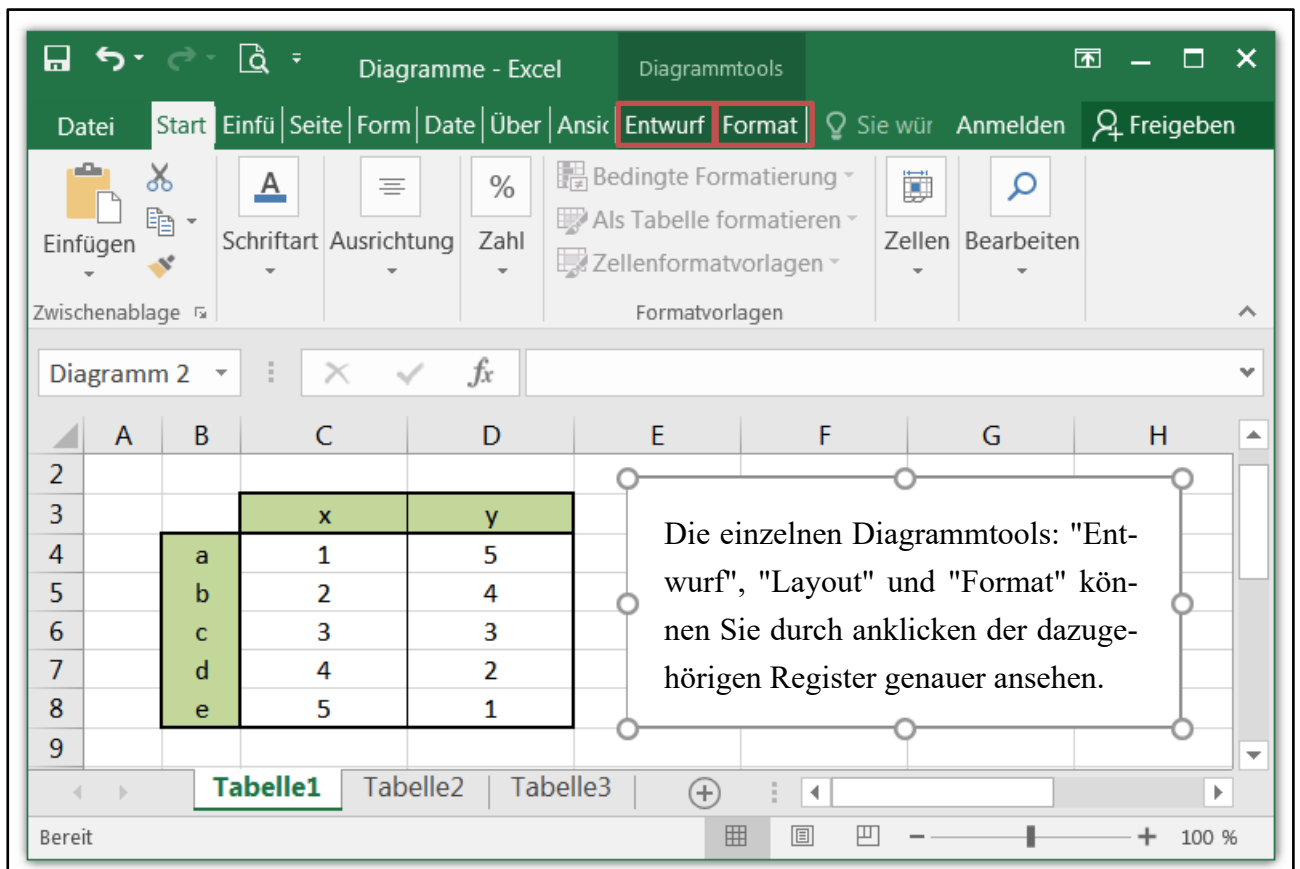 Diagramme - Excel Diagrammtools
Datei Start Einfü Seite Form Date Über Ansic Entwurf Format Sie wür Anmelden Freigeben
A % Bedingte Formatierung
Als Tabelle formatieren
Einfügen Schriftart Ausrichtung Zahl Zellen Bearbeiten
Zellenformatvorlagen
Zwischenablage Formatvorlagen
Diagramm 2 fx
A B C D E F G H
2
3 x y
4 a 1 5
5 b 2 4
6 c 3 3
7 d 4 2
8 e 5 1
9
Die einzelnen Diagrammtools: "Ent-
wurf", "Layout" und "Format" kön-
nen Sie durch anklicken der dazuge-
hörigen Register genauer ansehen.
Tabelle1 Tabelle2 Tabelle3
Bereit 100 %